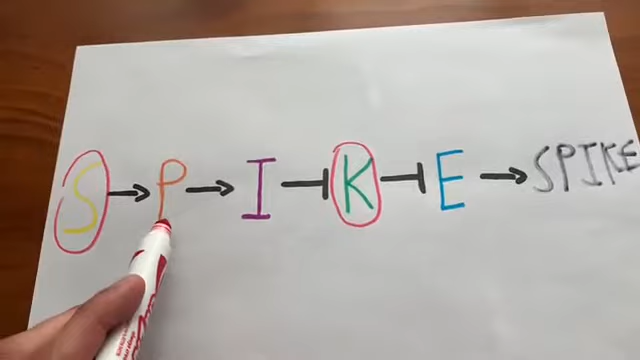 S → P → I ⊣ K ⊣ E → SPIKE